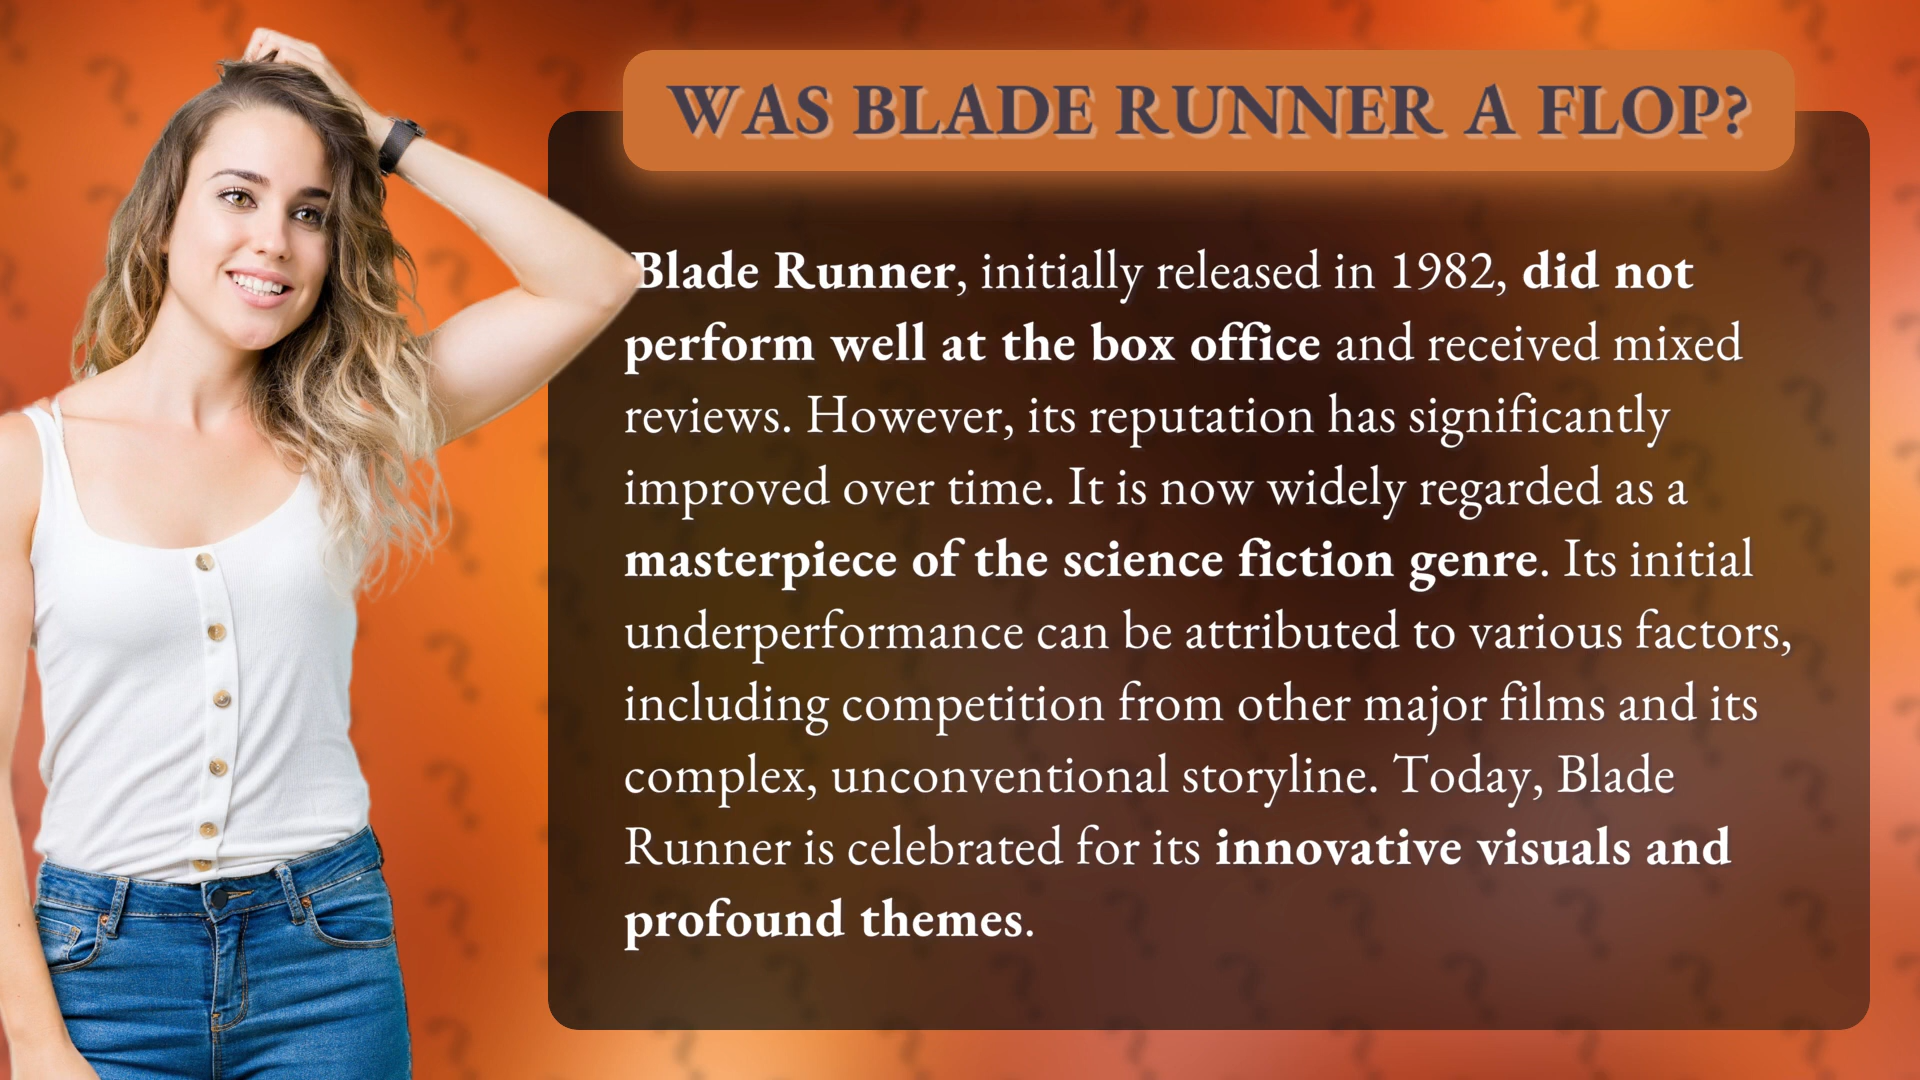 WAS BLADE RUNNER A FLOP?
Blade Runner, initially released in 1982, did not
perform well at the box office and received mixed
reviews. However, its reputation has significantly
improved over time. It is now widely regarded as a
masterpiece of the science fiction genre. Its initial
underperformance can be attributed to various factors,
including competition from other major films and its
complex, unconventional storyline. Today, Blade
Runner is celebrated for its innovative visuals and
profound themes.